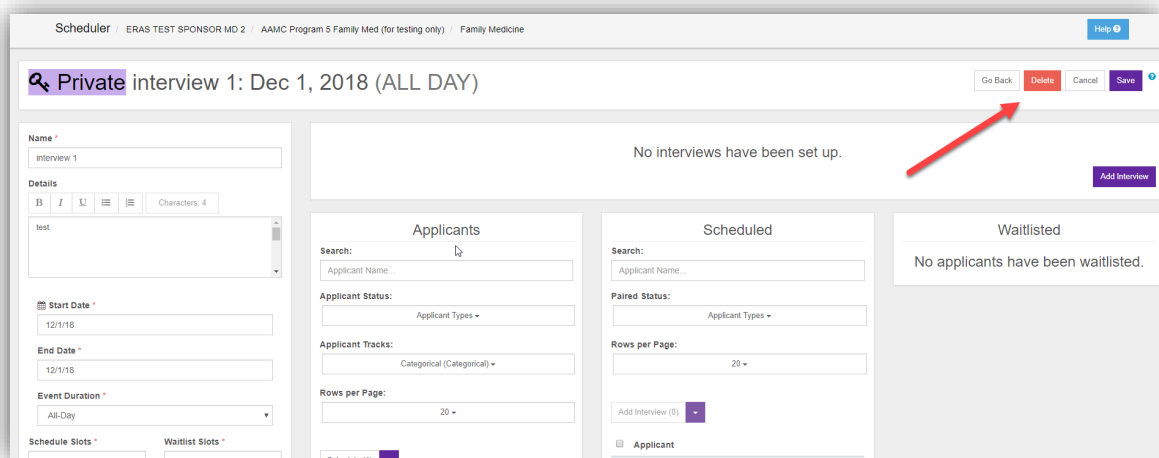 Scheduler / ERAS TEST SPONSOR MD 2 / AAMC Program 5 Family Med (for testing only) / Family Medicine
Help
Private interview 1: Dec 1, 2018 (ALL DAY)
Go Back Delete Cancel Save
Name *
interview 1
Details
B I U Characters: 4
test
Start Date *
12/1/18
End Date *
12/1/18
Event Duration *
All-Day
Schedule Slots * Waitlist Slots *
No interviews have been set up.
Add Interview
Applicants
Search:
Applicant Name...
Applicant Status:
Applicant Types
Applicant Tracks:
Categorical (Categorical)
Rows per Page:
20
Scheduled
Search:
Applicant Name...
Paired Status:
Applicant Types
Rows per Page:
20
Add Interview (0)
Applicant
Waitlisted
No applicants have been waitlisted.